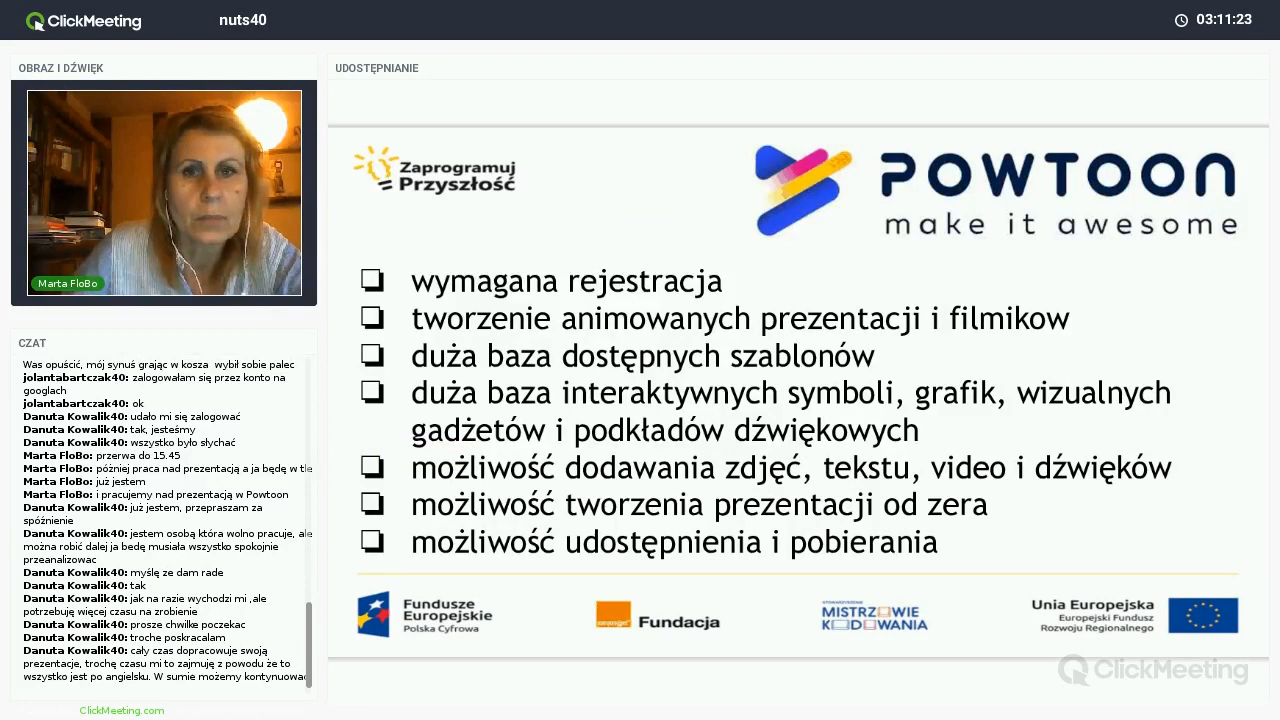 ClickMeeting
nuts40
03:11:23
OBRAZ I DŹWIĘK
Marta FloBo
CZAT
Was opuścić, mój synuś grając w kosza wybił sobie palec
jolantabartczak40: zalogowałam się przez konto na
googlach
jolantabartczak40: ok
Danuta Kowalik40: udało mi się zalogować
Danuta Kowalik40: tak, jesteśmy
Danuta Kowalik40: wszystko było słychać
Marta FloBo: przerwa do 15.45
Marta FloBo: później praca nad prezentacją a ja będę w tle
Marta FloBo: już jestem
Marta FloBo: i pracujemy nad prezentacją w Powtoon
Danuta Kowalik40: już jestem, przepraszam za
spóźnienie
Danuta Kowalik40: jestem osobą która wolno pracuje, ale
można robić dalej ja bedę musiała wszystko spokojnie
przeanalizowac
Danuta Kowalik40: myślę ze dam rade
Danuta Kowalik40: tak
Danuta Kowalik40: jak na razie wychodzi mi ,ale
potrzebuję więcej czasu na zrobienie
Danuta Kowalik40: prosze chwilke poczekac
Danuta Kowalik40: troche poskracalam
Danuta Kowalik40: cały czas dopracowuje swoją
prezentacje, trochę czasu mi to zajmuję z powodu że to
wszystko jest po angielsku. W sumie możemy kontynuować
ClickMeeting.com
UDOSTĘPNIANIE
Zaprogramuj
Przyszłość
POWTOON
make it awesome
wymagana rejestracja
tworzenie animowanych prezentacji i filmikow
duża baza dostępnych szablonów
duża baza interaktywnych symboli, grafik, wizualnych
gadżetów i podkładów dźwiękowych
możliwość dodawania zdjęć, tekstu, video i dźwięków
możliwość tworzenia prezentacji od zera
możliwość udostępnienia i pobierania
Fundusze
Europejskie
Polska Cyfrowa
orange
Fundacja
STOWARZYSZENIE
MISTRZOWIE
KODOWANIA
Unia Europejska
Europejski Fundusz
Rozwoju Regionalnego
ClickMeeting